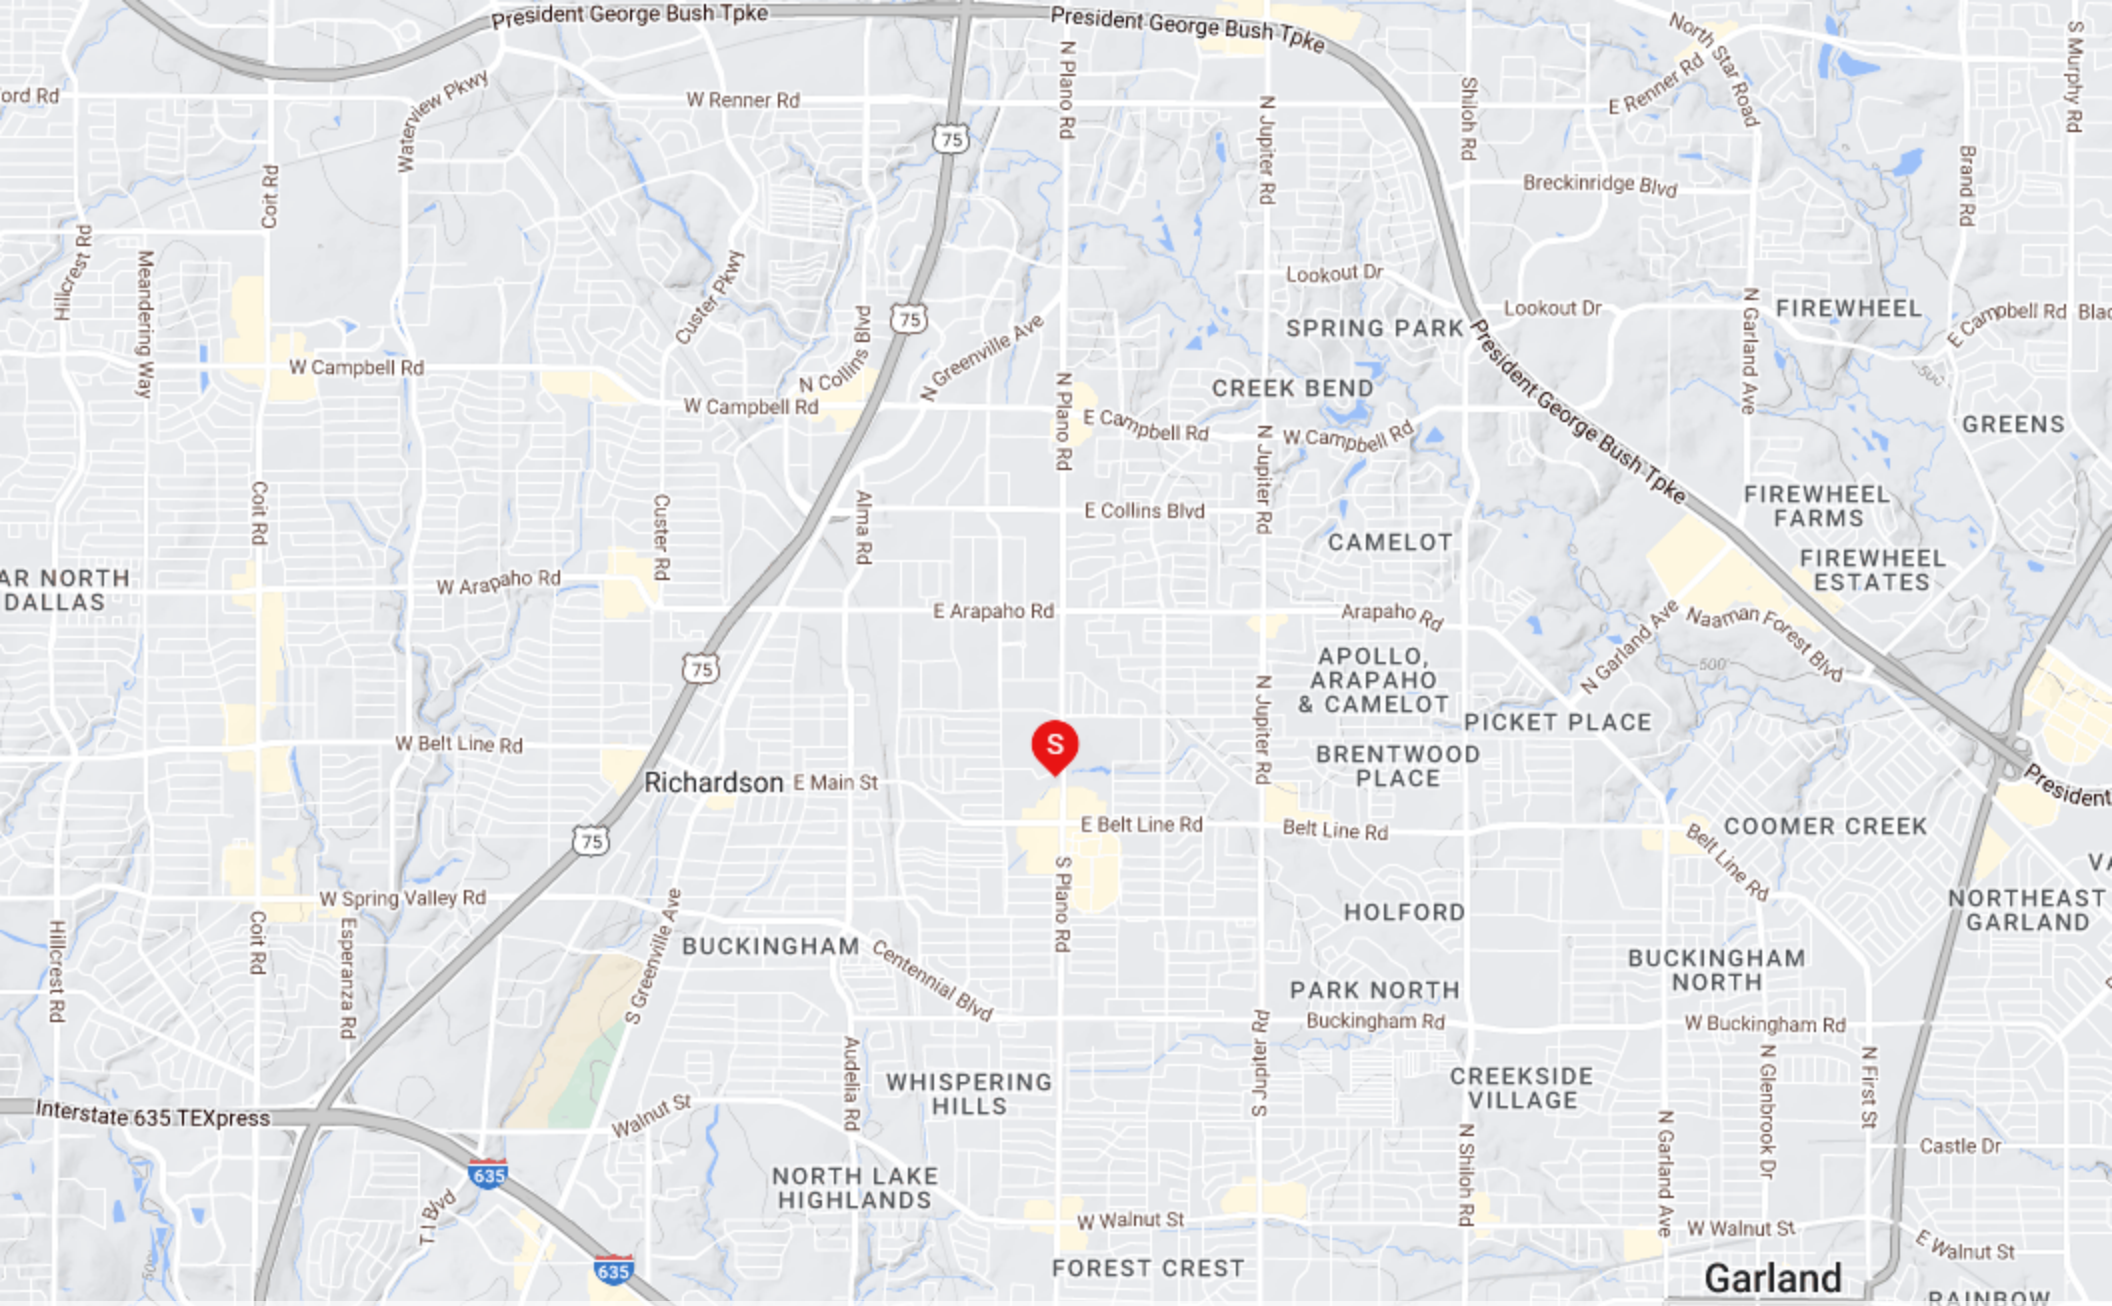 President George Bush Tpke
President George Bush Tpke
North Star Road
S Murphy Rd
ord Rd
Waterview Pkwy
W Renner Rd
N Plano Rd
N Jupiter Rd
Shiloh Rd
E Renner Rd
75
Coit Rd
Brand Rd
Breckinridge Blvd
Hillcrest Rd
Meandering Way
Custer Pkwy
N Collins Blvd
75
N Greenville Ave
Lookout Dr
Lookout Dr
SPRING PARK
N Garland Ave
FIREWHEEL
E Campbell Rd
Blac
W Campbell Rd
W Campbell Rd
N Plano Rd
E Campbell Rd
CREEK BEND
W Campbell Rd
N Jupiter Rd
President George Bush Tpke
500
GREENS
Coit Rd
Custer Rd
Alma Rd
E Collins Blvd
CAMELOT
FIREWHEEL
FARMS
FIREWHEEL
ESTATES
AR NORTH
DALLAS
W Arapaho Rd
E Arapaho Rd
Arapaho Rd
N Garland Ave
Naaman Forest Blvd
500
75
APOLLO,
ARAPAHO
& CAMELOT
N Jupiter Rd
PICKET PLACE
S
W Belt Line Rd
BRENTWOOD
PLACE
Richardson
E Main St
President
E Belt Line Rd
Belt Line Rd
COOMER CREEK
Belt Line Rd
75
VA
W Spring Valley Rd
S Plano Rd
HOLFORD
NORTHEAST
GARLAND
Hillcrest Rd
Coit Rd
Esperanza Rd
S Greenville Ave
BUCKINGHAM
Centennial Blvd
BUCKINGHAM
NORTH
PARK NORTH
Buckingham Rd
W Buckingham Rd
Audelia Rd
S Jupiter Rd
N Glenbrook Dr
N First St
WHISPERING
HILLS
CREEKSIDE
VILLAGE
Interstate 635 TEXpress
Walnut St
N Shiloh Rd
N Garland Ave
Castle Dr
635
T I Blvd
NORTH LAKE
HIGHLANDS
W Walnut St
W Walnut St
E Walnut St
500
635
FOREST CREST
Garland
RAINBOW